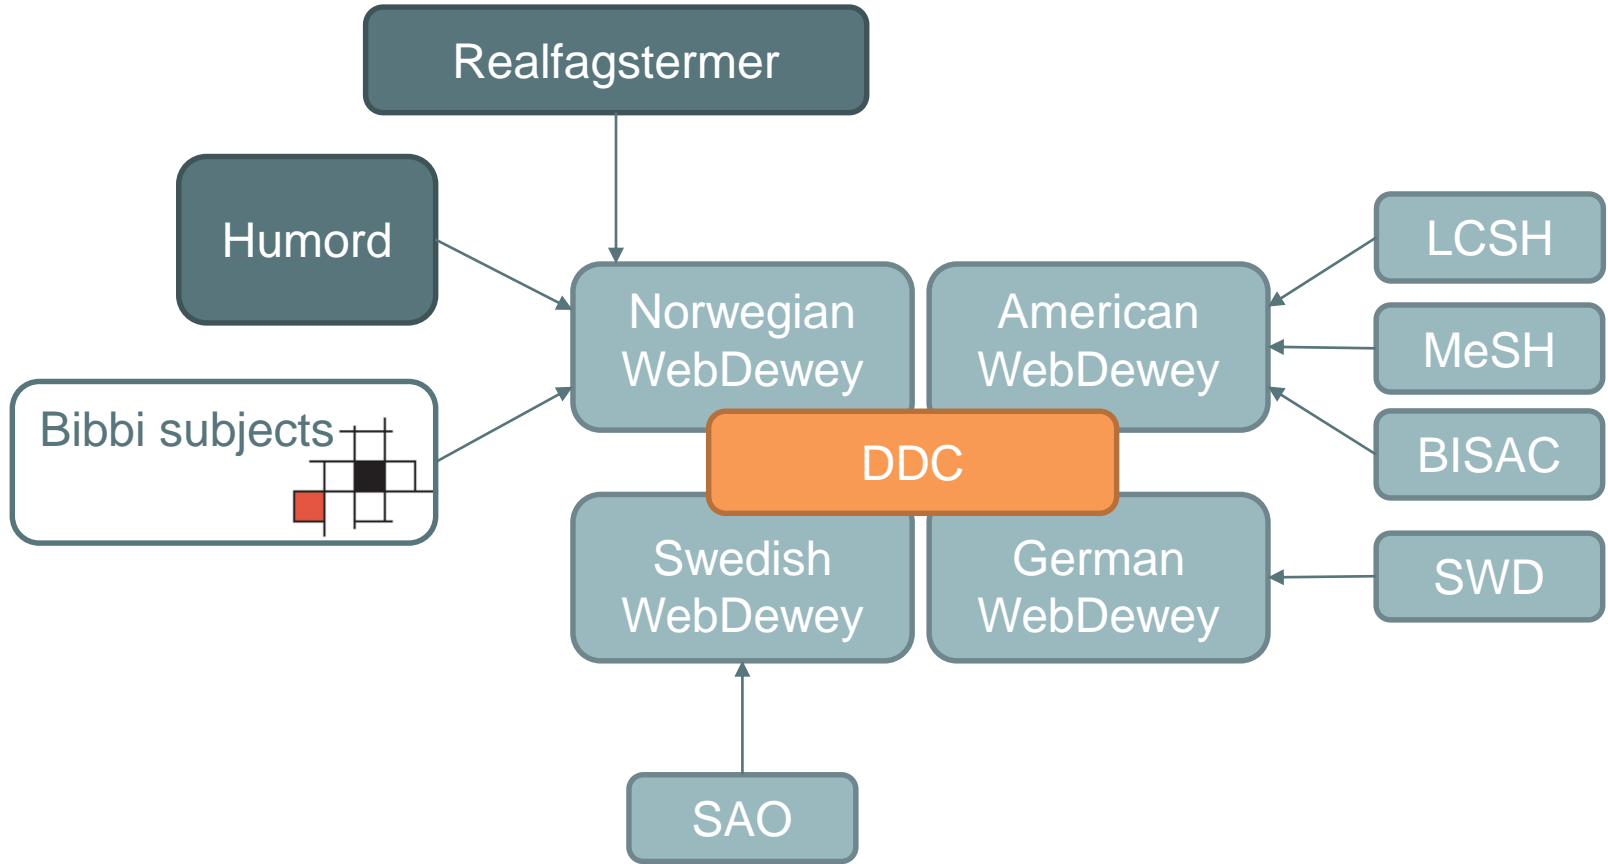 Realfagstermer
Humord
Bibbi subjects
Norwegian
WebDewey
American
WebDewey
DDC
Swedish
WebDewey
German
WebDewey
LCSH
MeSH
BISAC
SWD
SAO